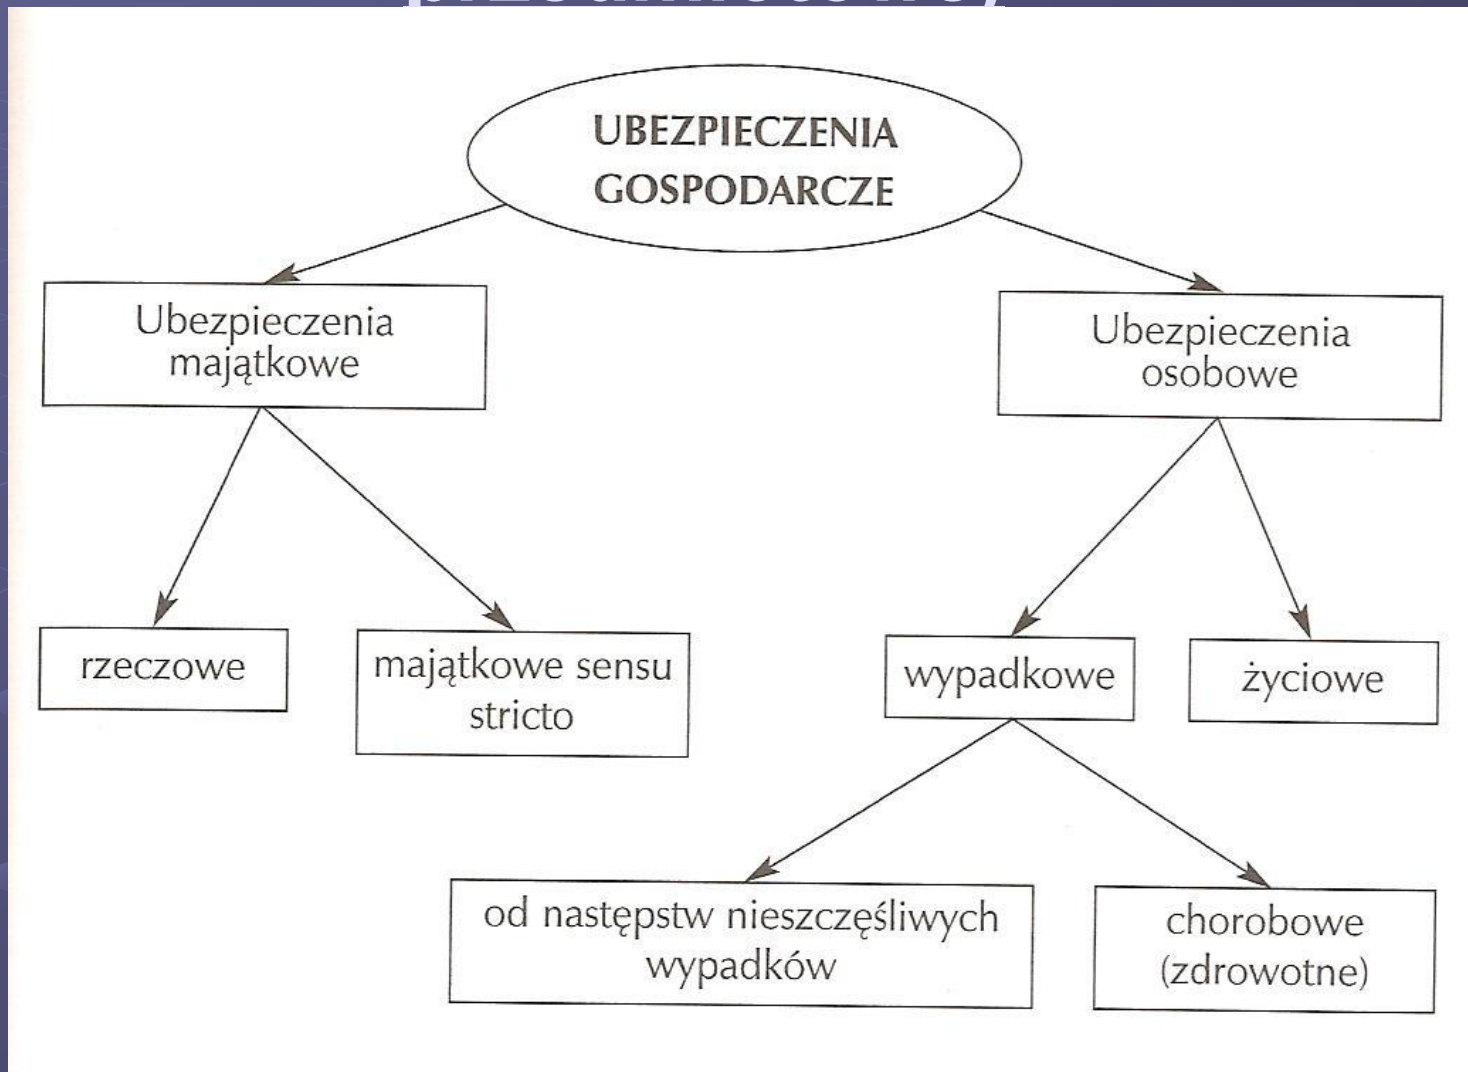 UBEZPIECZENIA
GOSPODARCZE
Ubezpieczenia
majątkowe
Ubezpieczenia
osobowe
rzeczowe
majątkowe sensu
stricto
wypadkowe
życiowe
od następstw nieszczęśliwych
wypadków
chorobowe
(zdrowotne)